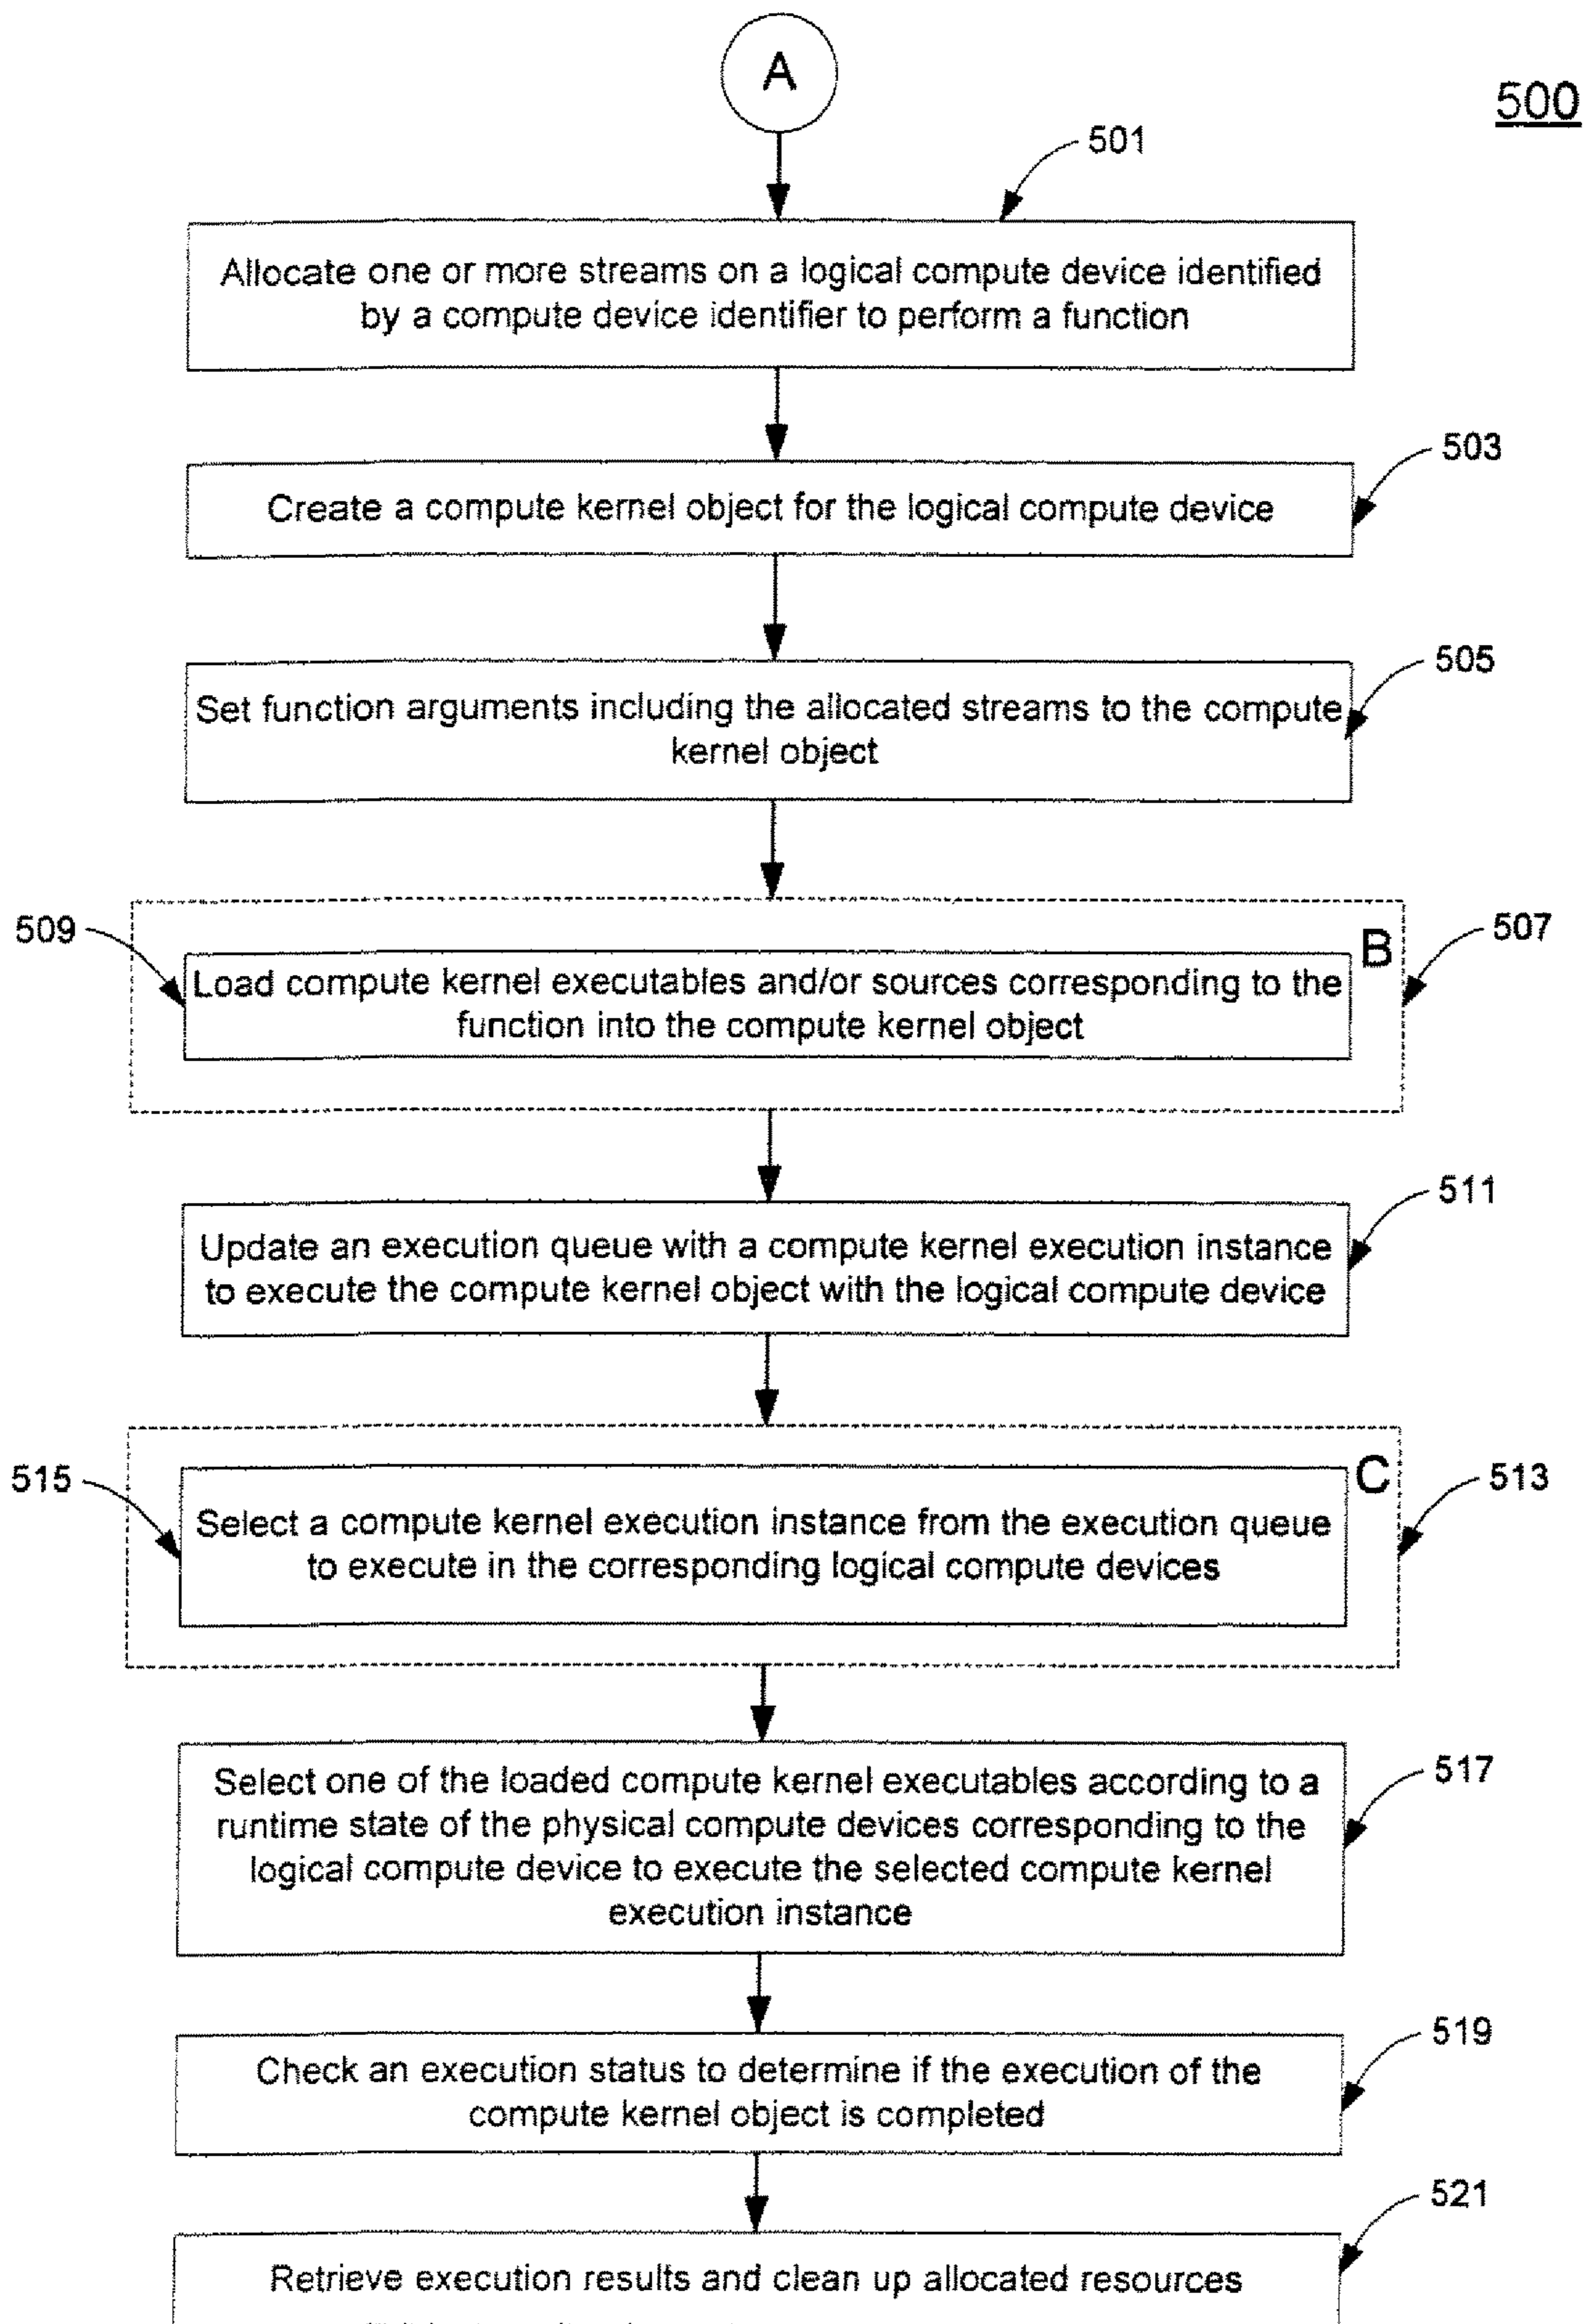 A
500
501
Allocate one or more streams on a logical compute device identified
by a compute device identifier to perform a function
503
Create a compute kernel object for the logical compute device
505
Set function arguments including the allocated streams to the compute
kernel object
509
B
507
Load compute kernel executables and/or sources corresponding to the
function into the compute kernel object
511
Update an execution queue with a compute kernel execution instance
to execute the compute kernel object with the logical compute device
515
C
513
Select a compute kernel execution instance from the execution queue
to execute in the corresponding logical compute devices
517
Select one of the loaded compute kernel executables according to a
runtime state of the physical compute devices corresponding to the
logical compute device to execute the selected compute kernel
execution instance
519
Check an execution status to determine if the execution of the
compute kernel object is completed
521
Retrieve execution results and clean up allocated resources